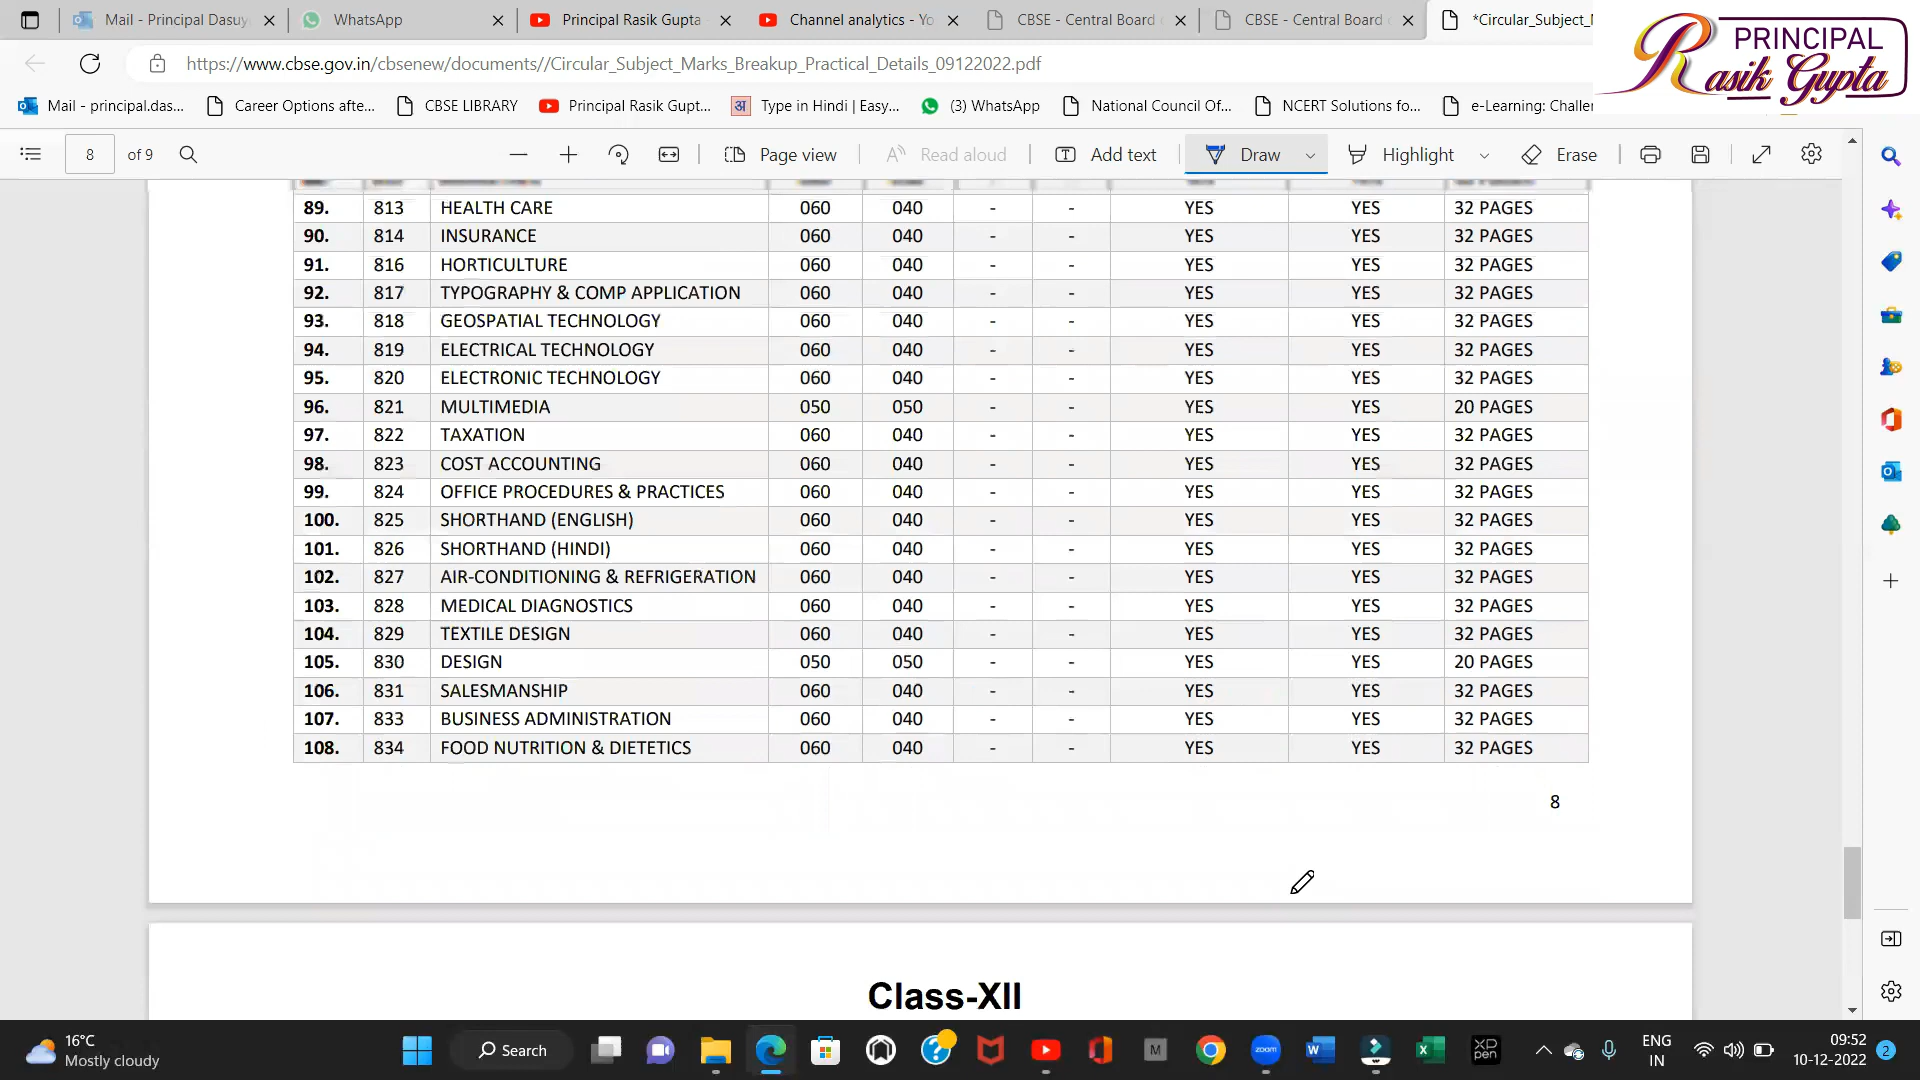 Mail - Principal Dasuy
WhatsApp
Principal Rasik Gupta
Channel analytics - Yo
CBSE - Central Board
CBSE - Central Board
*Circular_Subject_
PRINCIPAL
Rasik Gupta
https://www.cbse.gov.in/cbsenew/documents//Circular_Subject_Marks_Breakup_Practical_Details_09122022.pdf
Mail - principal.das...
Career Options afte...
CBSE LIBRARY
Principal Rasik Gupt...
अ Type in Hindi | Easy...
(3) WhatsApp
National Council Of...
NCERT Solutions fo...
e-Learning: Challe
8 of 9
Page view
Read aloud
Add text
Draw
Highlight
Erase
89. 813 HEALTH CARE 060 040 - - YES YES 32 PAGES
90. 814 INSURANCE 060 040 - - YES YES 32 PAGES
91. 816 HORTICULTURE 060 040 - - YES YES 32 PAGES
92. 817 TYPOGRAPHY & COMP APPLICATION 060 040 - - YES YES 32 PAGES
93. 818 GEOSPATIAL TECHNOLOGY 060 040 - - YES YES 32 PAGES
94. 819 ELECTRICAL TECHNOLOGY 060 040 - - YES YES 32 PAGES
95. 820 ELECTRONIC TECHNOLOGY 060 040 - - YES YES 32 PAGES
96. 821 MULTIMEDIA 050 050 - - YES YES 20 PAGES
97. 822 TAXATION 060 040 - - YES YES 32 PAGES
98. 823 COST ACCOUNTING 060 040 - - YES YES 32 PAGES
99. 824 OFFICE PROCEDURES & PRACTICES 060 040 - - YES YES 32 PAGES
100. 825 SHORTHAND (ENGLISH) 060 040 - - YES YES 32 PAGES
101. 826 SHORTHAND (HINDI) 060 040 - - YES YES 32 PAGES
102. 827 AIR-CONDITIONING & REFRIGERATION 060 040 - - YES YES 32 PAGES
103. 828 MEDICAL DIAGNOSTICS 060 040 - - YES YES 32 PAGES
104. 829 TEXTILE DESIGN 060 040 - - YES YES 32 PAGES
105. 830 DESIGN 050 050 - - YES YES 20 PAGES
106. 831 SALESMANSHIP 060 040 - - YES YES 32 PAGES
107. 833 BUSINESS ADMINISTRATION 060 040 - - YES YES 32 PAGES
108. 834 FOOD NUTRITION & DIETETICS 060 040 - - YES YES 32 PAGES
8
Class-XII
16°C
Mostly cloudy
Search
zoom
XD
pen
ENG
IN
09:52
10-12-2022
2